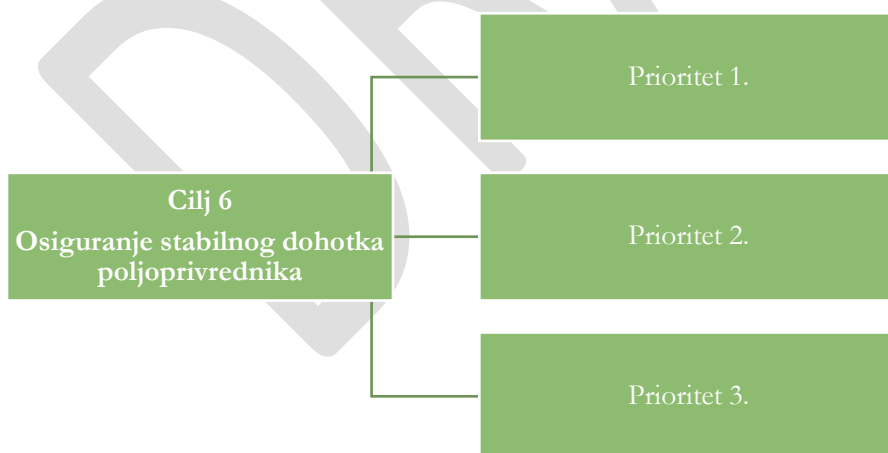 Prioritet 1.
Cilj 6
Osiguranje stabilnog dohotka
poljoprivrednika
Prioritet 2.
Prioritet 3.